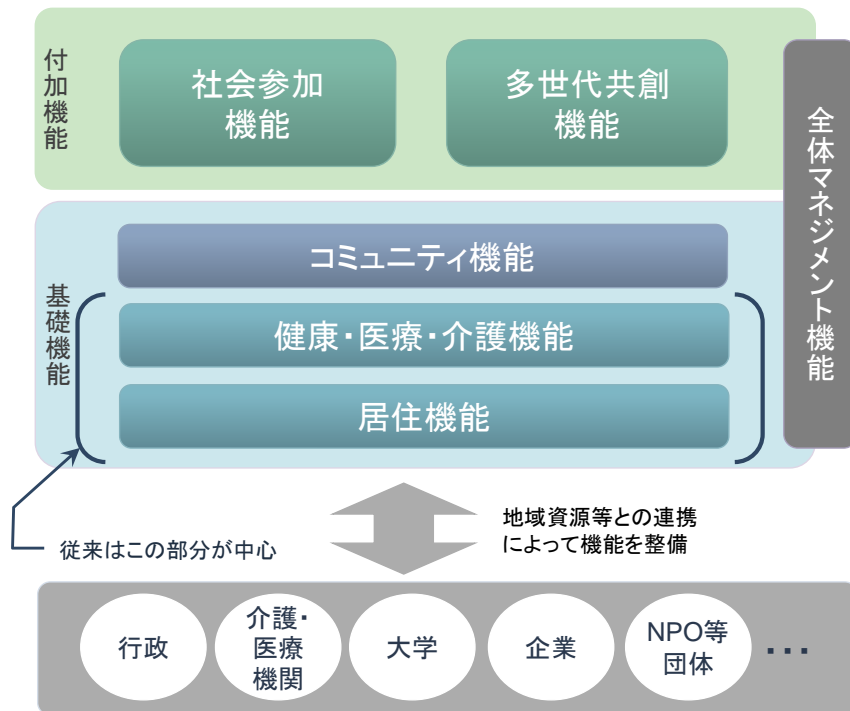 付加機能
社会参加
機能
多世代共創
機能
全体マネジメント機能
基礎機能
コミュニティ機能
健康・医療・介護機能
居住機能
従来はこの部分が中心
地域資源等との連携
によって機能を整備
行政
介護・
医療
機関
大学
企業
NPO等
団体
・・・